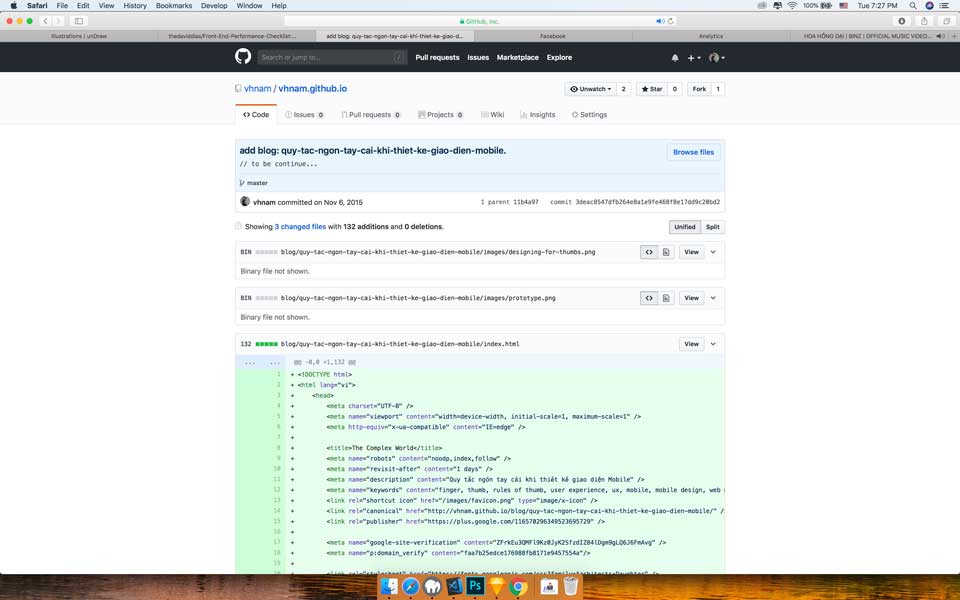 Safari File Edit View History Bookmarks Develop Window Help 100% Tue 7:27 PM
GitHub, Inc.
Illustrations | unDraw thedaviddias/Front-End-Performance-Checklist:... add blog: quy-tac-ngon-tay-cai-khi-thiet-ke-giao-d... Facebook Analytics HOA HỒNG DẠI | BINZ | OFFICIAL MUSIC VIDEO...
Search or jump to... / Pull requests Issues Marketplace Explore
vhnam / vhnam.github.io Unwatch 2 Star 0 Fork 1
Code Issues 0 Pull requests 0 Projects 0 Wiki Insights Settings
add blog: quy-tac-ngon-tay-cai-khi-thiet-ke-giao-dien-mobile. Browse files
// to be continue...
master
vhnam committed on Nov 6, 2015 1 parent 11b4a97 commit 3deac8547dfb264e8a1e9fe468f8e17dd9c20bd2
Showing 3 changed files with 132 additions and 0 deletions. Unified Split
BIN blog/quy-tac-ngon-tay-cai-khi-thiet-ke-giao-dien-mobile/images/designing-for-thumbs.png <> View
Binary file not shown.
BIN blog/quy-tac-ngon-tay-cai-khi-thiet-ke-giao-dien-mobile/images/prototype.png <> View
Binary file not shown.
132 blog/quy-tac-ngon-tay-cai-khi-thiet-ke-giao-dien-mobile/index.html View
... ... @@ -0,0 +1,132 @@
1 + <!DOCTYPE html>
2 + <html lang="vi">
3 + <head>
4 + <meta charset="UTF-8" />
5 + <meta name="viewport" content="width=device-width, initial-scale=1, maximum-scale=1" />
6 + <meta http-equiv="x-ua-compatible" content="IE=edge" />
7 +
8 + <title>The Complex World</title>
9 + <meta name="robots" content="noodp,index,follow" />
10 + <meta name="revisit-after" content="1 days" />
11 + <meta name="description" content="Quy tắc ngón tay cái khi thiết kế giao diện Mobile" />
12 + <meta name="keywords" content="finger, thumb, rules of thumb, user experience, ux, mobile, mobile design, web
13 + <link rel="shortcut icon" href="/images/favicon.png" type="image/x-icon" />
14 + <link rel="canonical" href="http://vhnam.github.io/blog/quy-tac-ngon-tay-cai-khi-thiet-ke-giao-dien-mobile/" />
15 + <link rel="publisher" href="https://plus.google.com/116570296349523695729" />
16 +
17 + <meta name="google-site-verification" content="ZFrkEu3QMFl9Kz0JyK2SfzdIZ84lDgm9gLQ6J6FmAvg" />
18 + <meta name="p:domain_verify" content="faa7b25edce176988fb8171e9457554a"/>
19 +
Ps